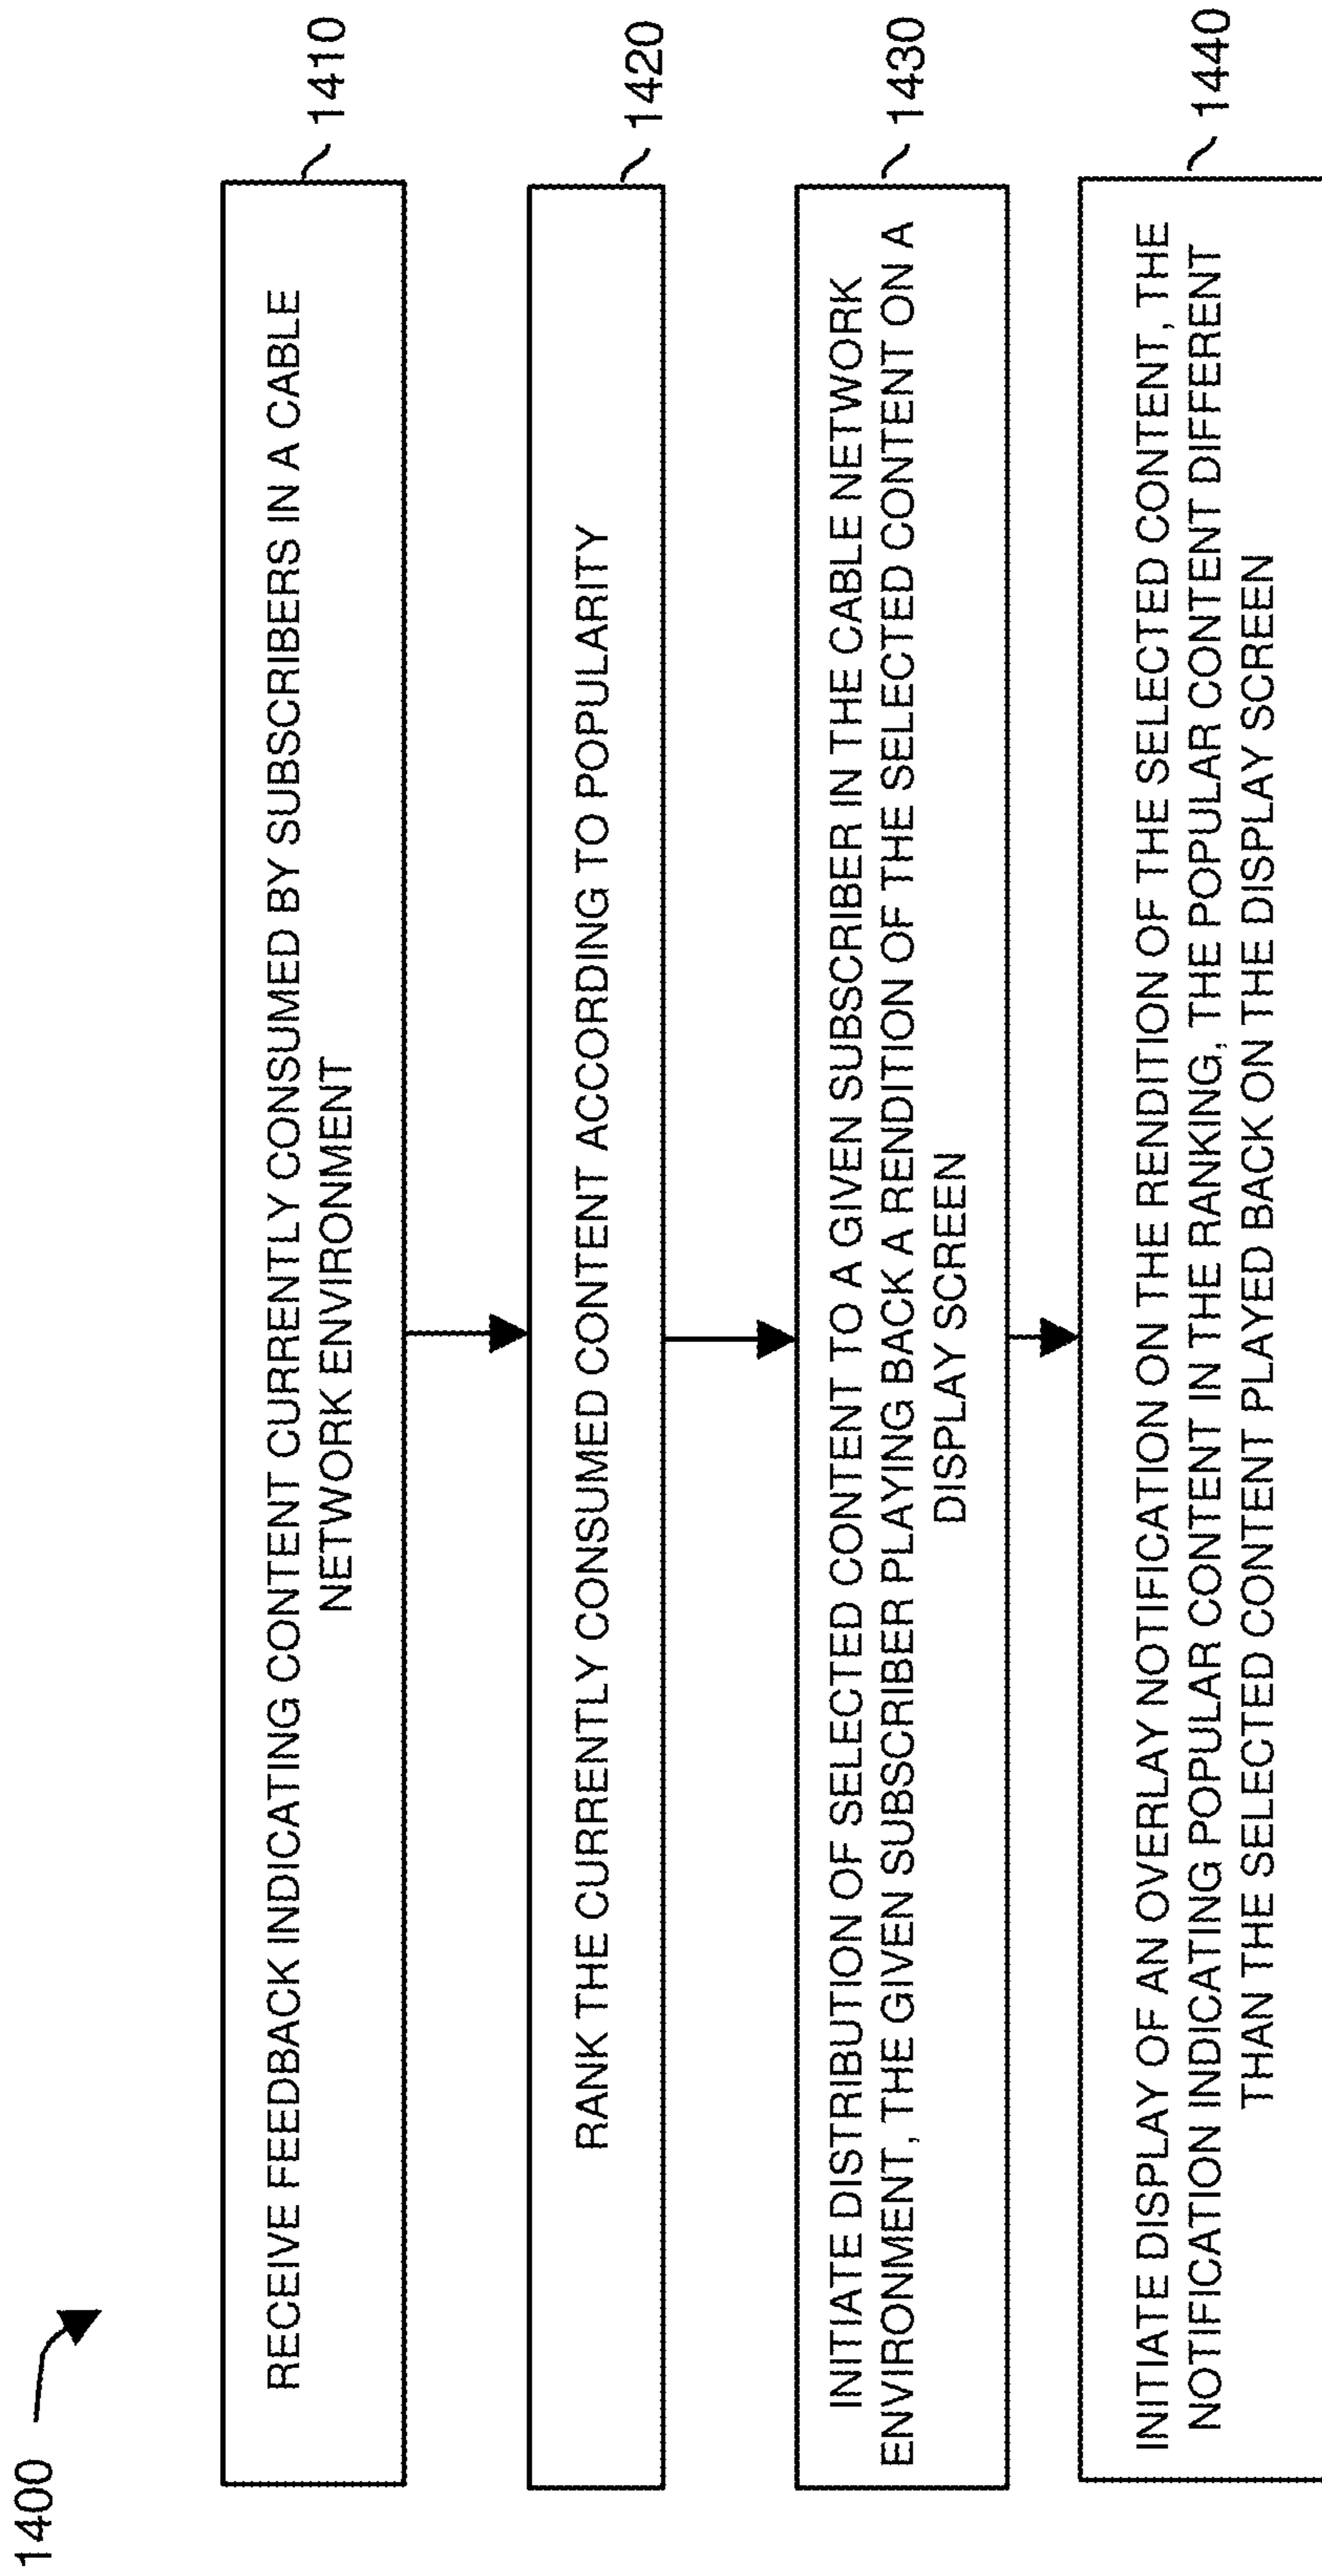 1400
RECEIVE FEEDBACK INDICATING CONTENT CURRENTLY CONSUMED BY SUBSCRIBERS IN A CABLE
NETWORK ENVIRONMENT
1410
RANK THE CURRENTLY CONSUMED CONTENT ACCORDING TO POPULARITY
1420
INITIATE DISTRIBUTION OF SELECTED CONTENT TO A GIVEN SUBSCRIBER IN THE CABLE NETWORK
ENVIRONMENT, THE GIVEN SUBSCRIBER PLAYING BACK A RENDITION OF THE SELECTED CONTENT ON A
DISPLAY SCREEN
1430
INITIATE DISPLAY OF AN OVERLAY NOTIFICATION ON THE RENDITION OF THE SELECTED CONTENT, THE
NOTIFICATION INDICATING POPULAR CONTENT IN THE RANKING, THE POPULAR CONTENT DIFFERENT
THAN THE SELECTED CONTENT PLAYED BACK ON THE DISPLAY SCREEN
1440